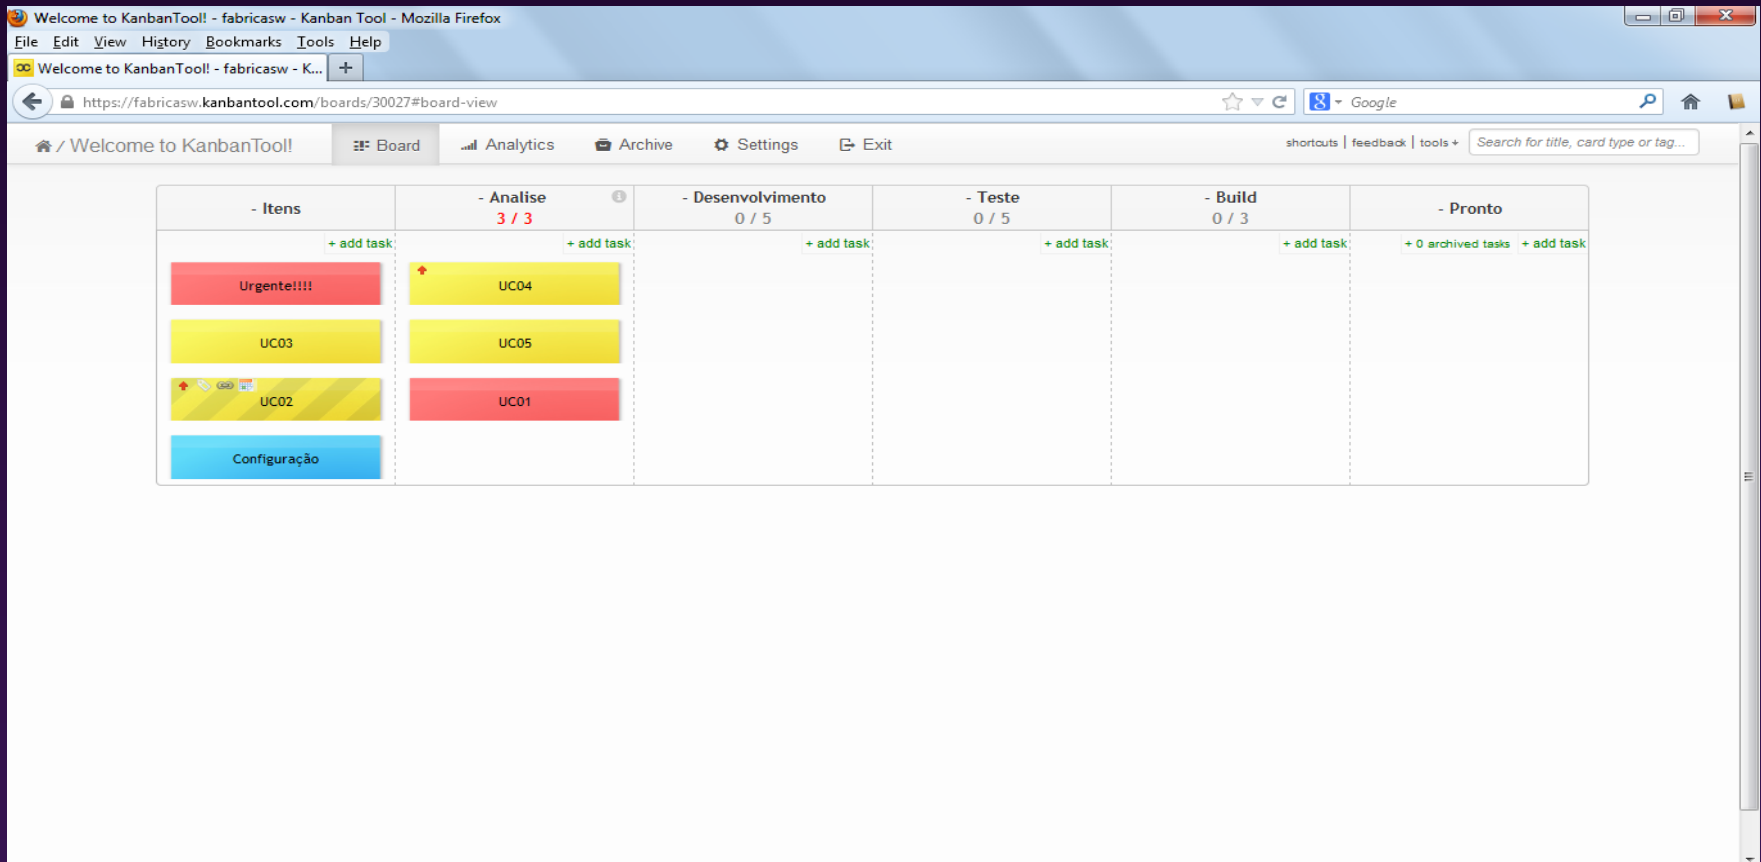 Welcome to KanbanTool! - fabricasw - Kanban Tool - Mozilla Firefox
File Edit View History Bookmarks Tools Help
Welcome to KanbanTool! - fabricasw - K... +
https://fabricasw.kanbantool.com/boards/30027#board-view
8 Google
/ Welcome to KanbanTool! Board Analytics Archive Settings Exit
shortcuts | feedback | tools + Search for title, card type or tag...
- Itens - Analise - Desenvolvimento - Teste - Build - Pronto
3 / 3 0 / 5 0 / 5 0 / 3
+ add task + add task + add task + add task + add task + 0 archived tasks + add task
Urgente!!!! UC04
UC03 UC05
UC02 UC01
Configuração